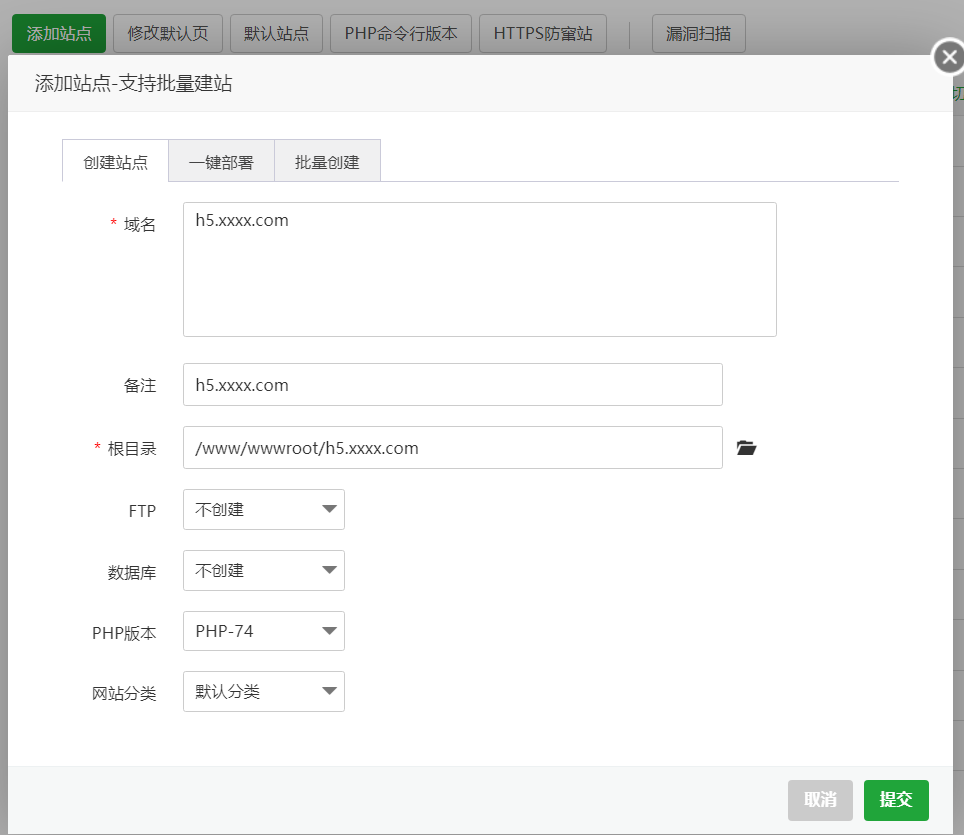 添加站点 修改默认页 默认站点 PHP命令行版本 HTTPS防窜站 漏洞扫描
添加站点-支持批量建站
切
创建站点 一键部署 批量创建
* 域名 h5.xxxx.com
备注 h5.xxxx.com
* 根目录 /www/wwwroot/h5.xxxx.com
FTP 不创建
数据库 不创建
PHP版本 PHP-74
网站分类 默认分类
取消 提交